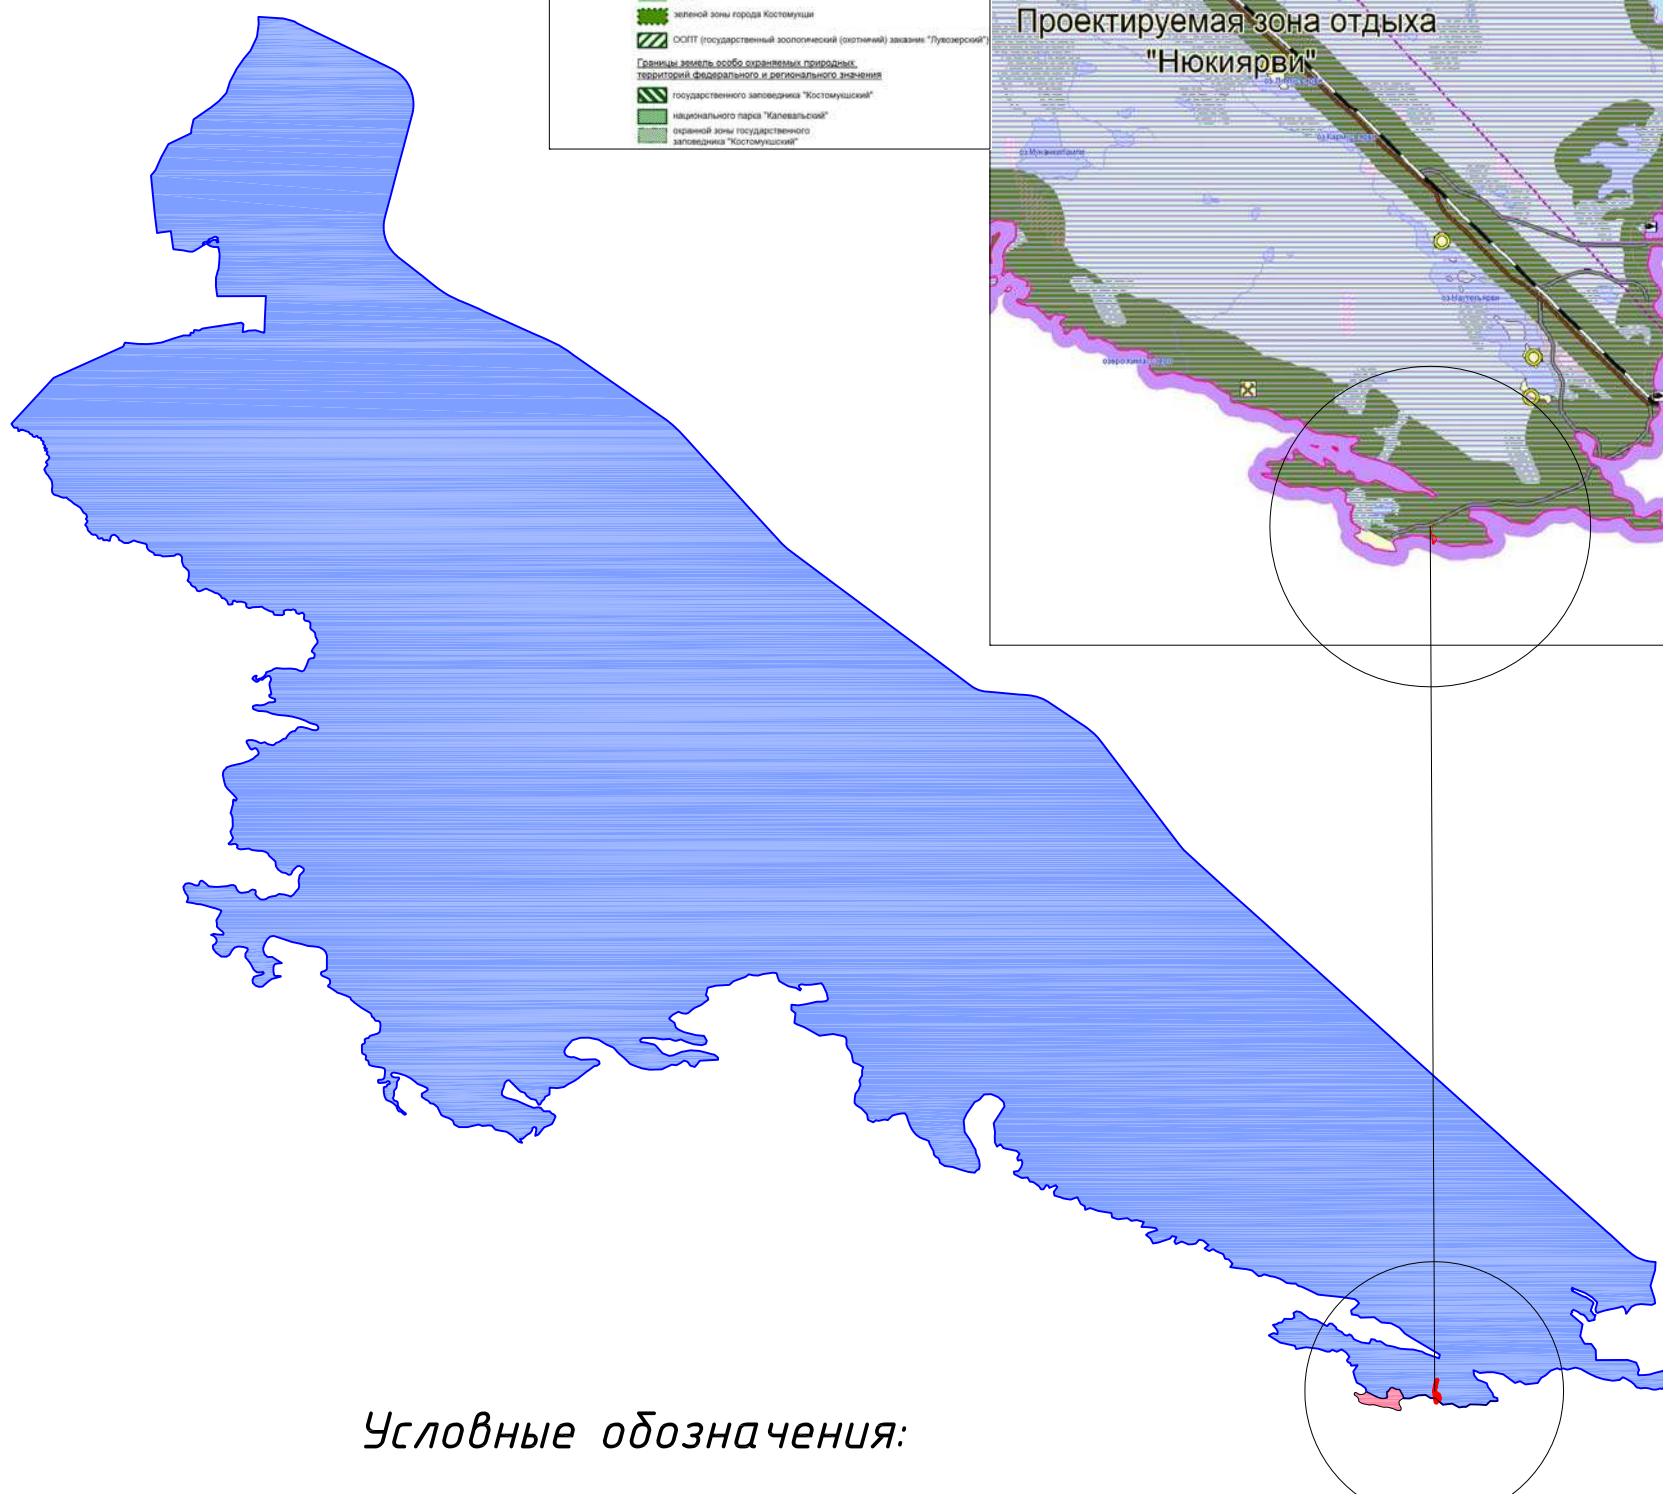 зеленой зоны города Костомукши
ООПТ (государственный зоологический (охотничий) заказник "Лувозерский")
Границы земель особо охраняемых природных
территорий федерального и регионального значения
государственного заповедника "Костомукшский"
национального парка "Калевальский"
охранной зоны государственного
заповедника "Костомукшский"
Проектируемая зона отдыха
"Нюкиярви"
Условные обозначения: